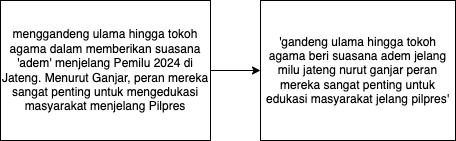 menggandeng ulama hingga tokoh
agama dalam memberikan suasana
'adem' menjelang Pemilu 2024 di
Jateng. Menurut Ganjar, peran mereka
sangat penting untuk mengedukasi
masyarakat menjelang Pilpres
'gandeng ulama hingga tokoh
agama beri suasana adem jelang
milu jateng nurut ganjar peran
mereka sangat penting untuk
edukasi masyarakat jelang pilpres'